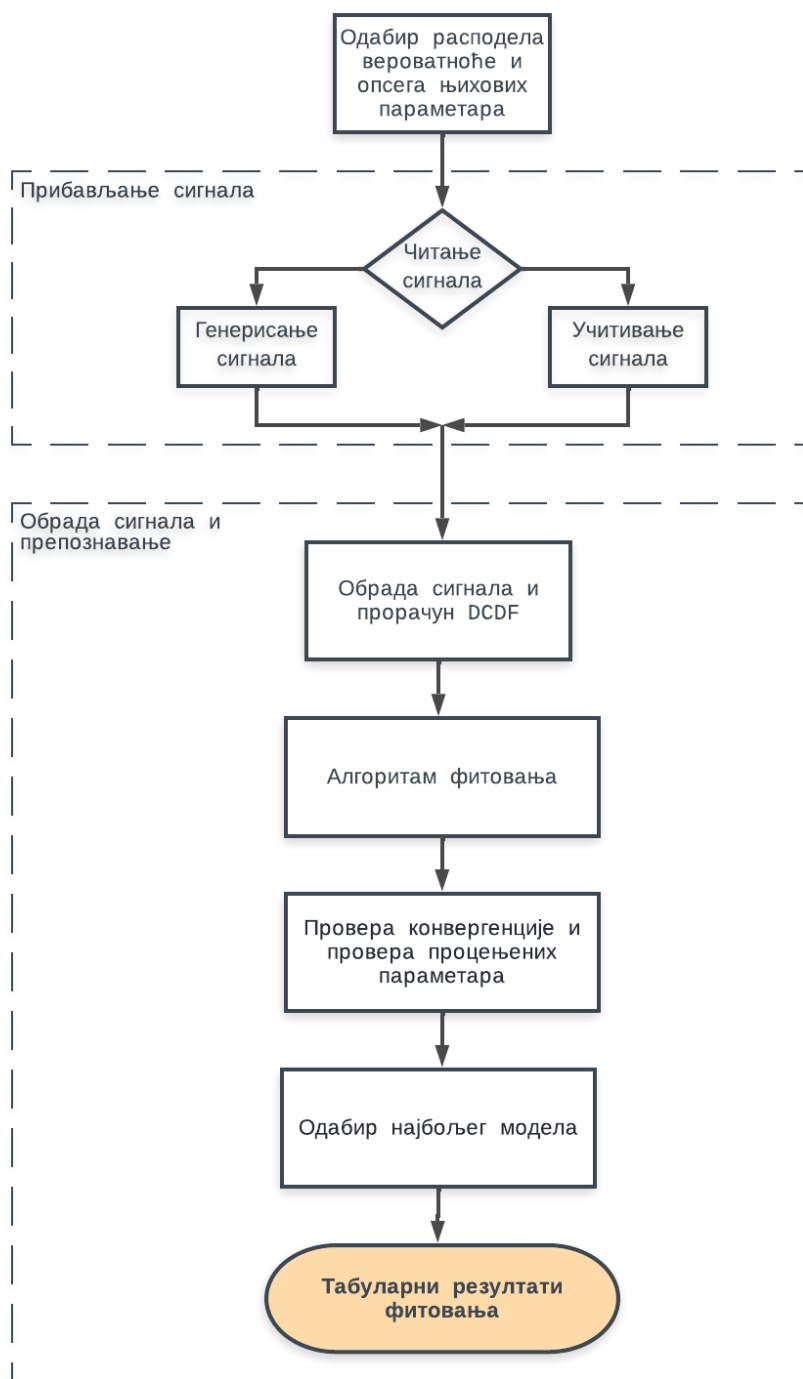 Одабир расподела
вероватноће и
опсега њихових
параметара
Прибављање сигнала
Читање
сигнала
Генерисање
сигнала
Учитивање
сигнала
Обрада сигнала и
препознавање
Обрада сигнала и
прорачун DCDF
Алгоритам фитовања
Провера конвергенције и
провера процењених
параметара
Одабир најбољег модела
Табуларни резултати
фитовања